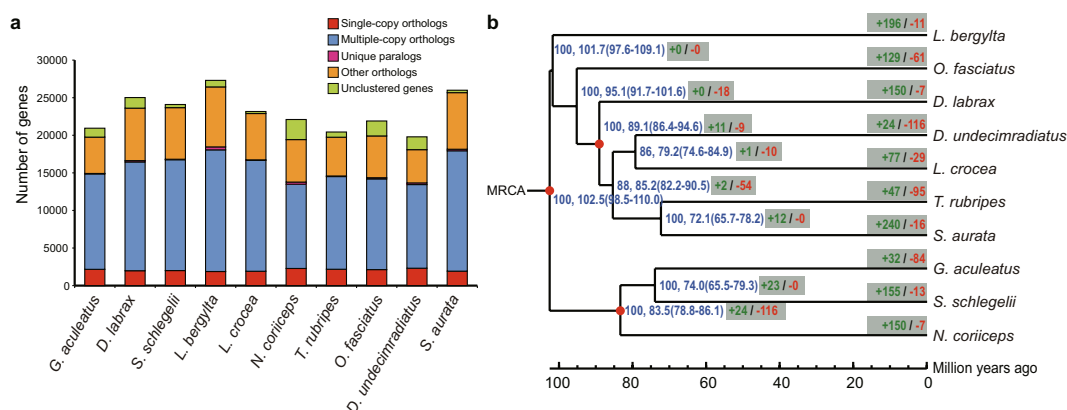 a
Single-copy orthologs
Multiple-copy orthologs
Unique paralogs
Other orthologs
Unclustered genes
Number of genes
30000
25000
20000
15000
10000
5000
0
G. aculeatus
D. labrax
S. schlegelii
L. bergylta
L. crocea
N. coriiceps
T. rubripes
O. fasciatus
D. undecimradiatus
S. aurata
b
+196 / -11
L. bergylta
100, 101.7(97.6-109.1) +0 / -0
+129 / -61
O. fasciatus
100, 95.1(91.7-101.6) +0 / -18
+150 / -7
D. labrax
100, 89.1(86.4-94.6) +11 / -9
+24 / -116
D. undecimradiatus
86, 79.2(74.6-84.9) +1 / -10
+77 / -29
L. crocea
88, 85.2(82.2-90.5) +2 / -54
MRCA
100, 102.5(98.5-110.0)
+47 / -95
T. rubripes
100, 72.1(65.7-78.2) +12 / -0
+240 / -16
S. aurata
+32 / -84
G. aculeatus
100, 74.0(65.5-79.3) +23 / -0
+155 / -13
S. schlegelii
100, 83.5(78.8-86.1) +24 / -116
+150 / -7
N. coriiceps
Million years ago
100 80 60 40 20 0